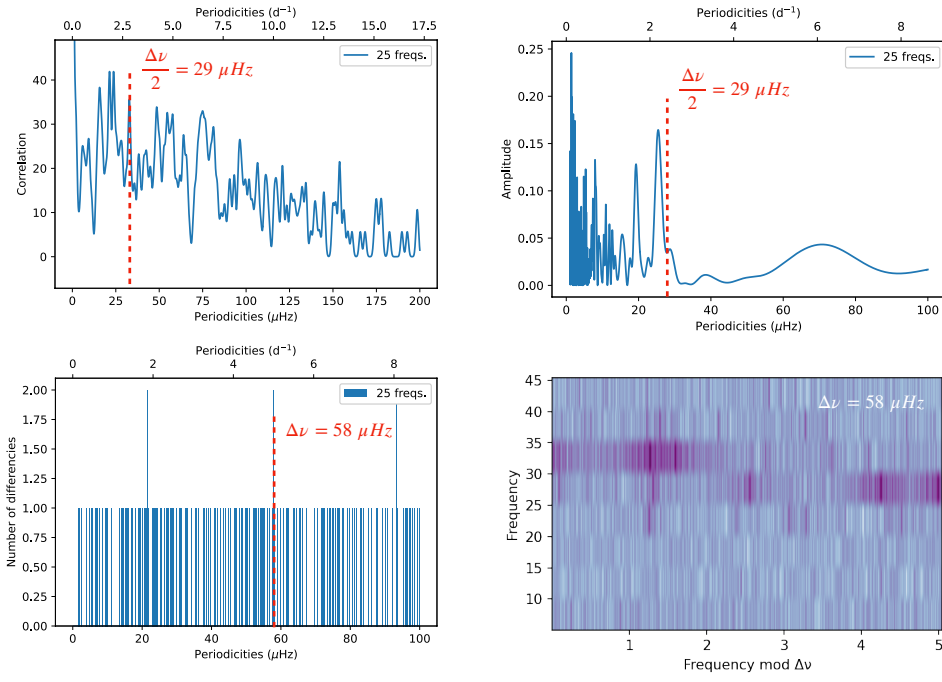 Periodicities (d⁻¹)
0.0 2.5 5.0 7.5 10.0 12.5 15.0 17.5
25 freqs.
Δν/2 = 29 μHz
Correlation
40
30
20
10
0
0 25 50 75 100 125 150 175 200
Periodicities (μHz)
Periodicities (d⁻¹)
0 2 4 6 8
25 freqs.
Δν/2 = 29 μHz
Amplitude
0.25
0.20
0.15
0.10
0.05
0.00
0 20 40 60 80 100
Periodicities (μHz)
Periodicities (d⁻¹)
0 2 4 6 8
25 freqs.
Δν = 58 μHz
Number of differencies
2.00
1.75
1.50
1.25
1.00
0.75
0.50
0.25
0.00
0 20 40 60 80 100
Periodicities (μHz)
Δν = 58 μHz
Frequency
45
40
35
30
25
20
15
10
1 2 3 4 5
Frequency mod Δν